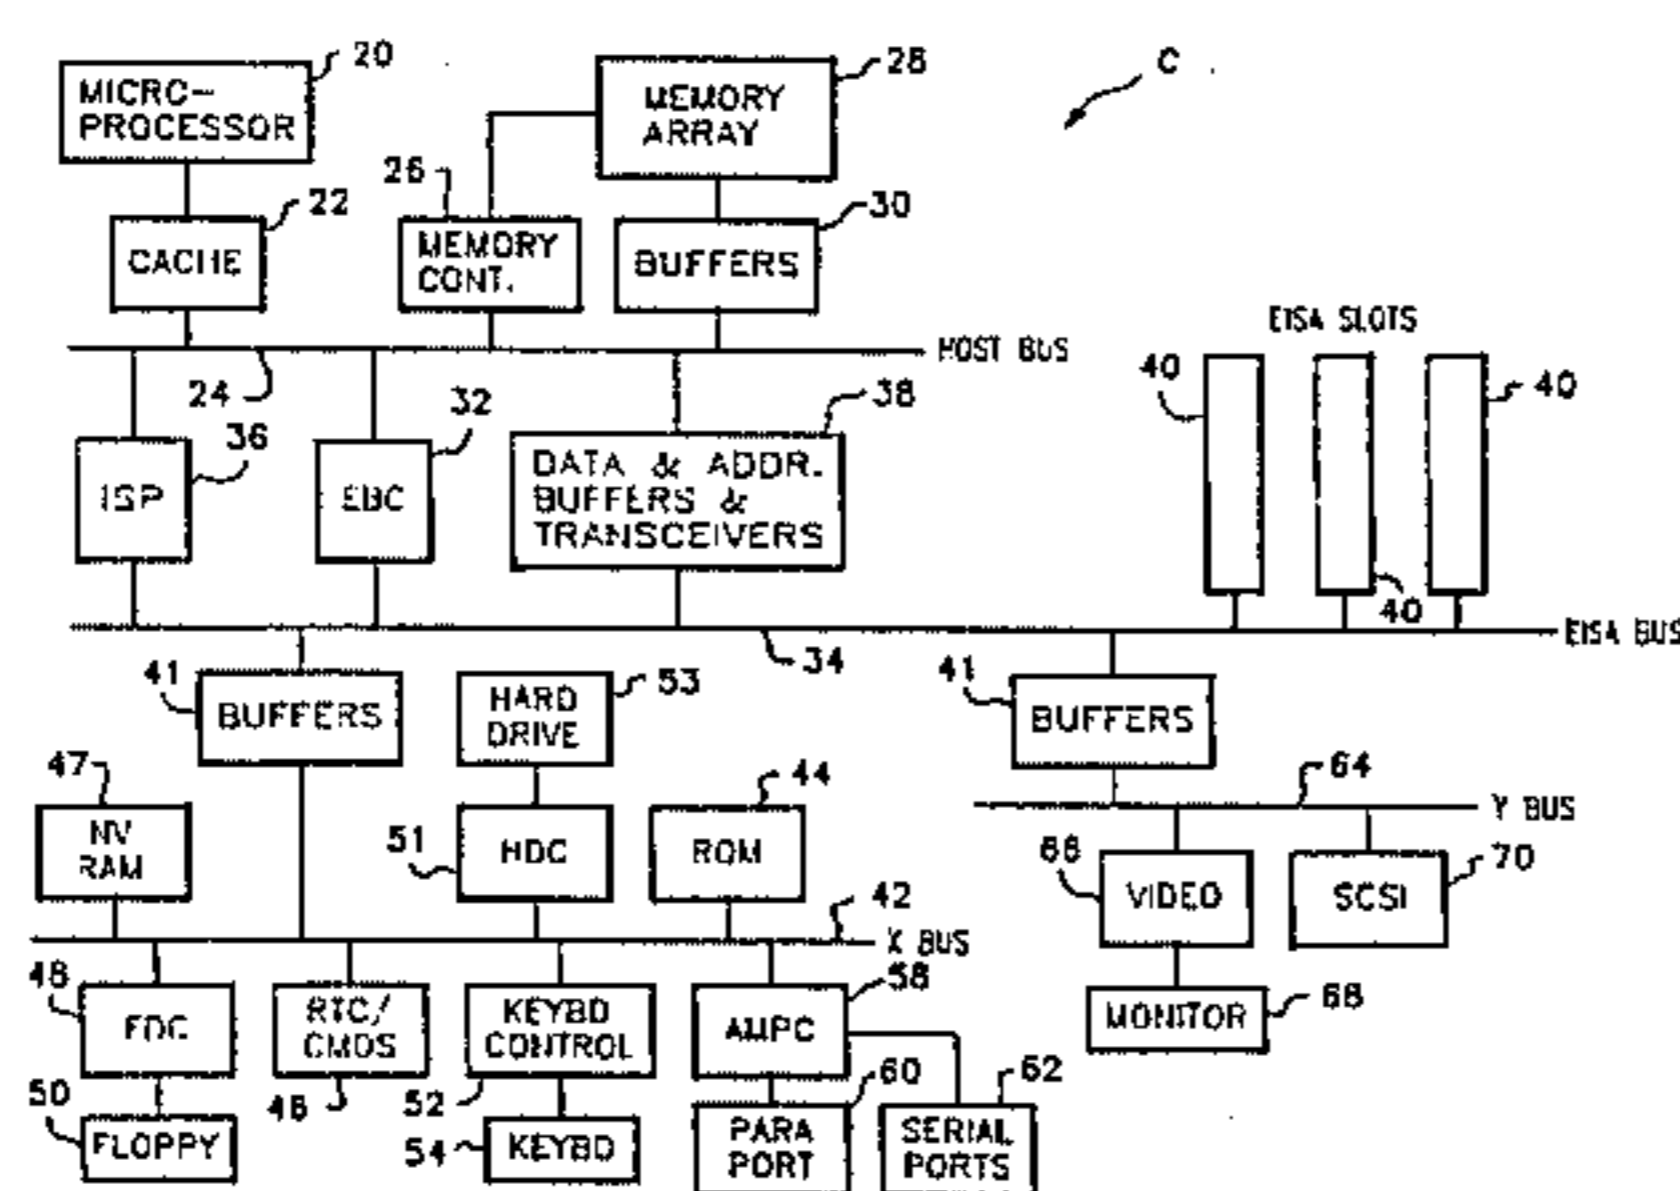 20
MICRO-
PROCESSOR
28
MEMORY
ARRAY
C
22
CACHE
26
MEMORY
CONT.
30
BUFFERS
HOST BUS
24
EISA SLOTS
40
40
40
36
ISP
32
EBC
38
DATA & ADDR.
BUFFERS &
TRANSCEIVERS
EISA BUS
34
41
BUFFERS
53
HARD
DRIVE
41
BUFFERS
47
NV
RAM
51
HDC
44
ROM
64
Y BUS
42
X BUS
66
VIDEO
70
SCSI
48
FDC
RTC/
CMOS
46
KEYBD
CONTROL
52
58
AMPC
MONITOR
68
50
FLOPPY
54
KEYBD
60
PARA
PORT
62
SERIAL
PORTS